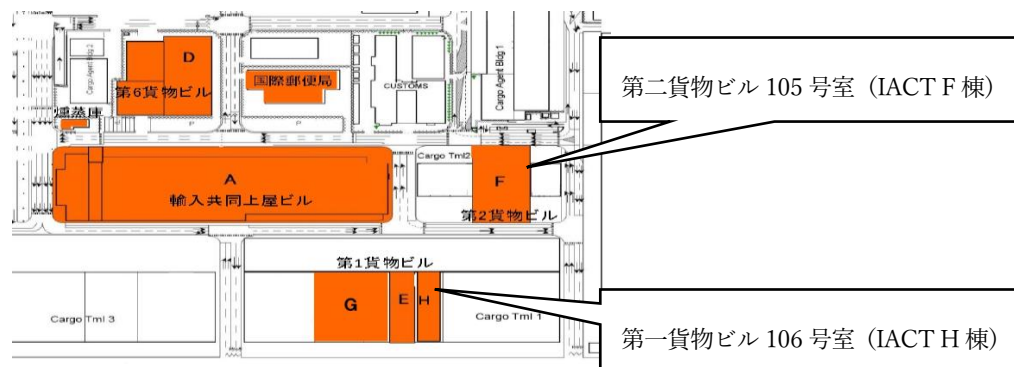 Cargo Agent Bldg 2
D
第6貨物ビル
燻蒸庫
P
国際郵便局
P
CUSTOMS
Cargo Agent Bldg 1
第二貨物ビル 105 号室（IACT F 棟）
A
輸入共同上屋ビル
Cargo Tml2
F
第2貨物ビル
第1貨物ビル
G
E
H
Cargo Tml 3
Cargo Tml 1
第一貨物ビル 106 号室（IACT H 棟）